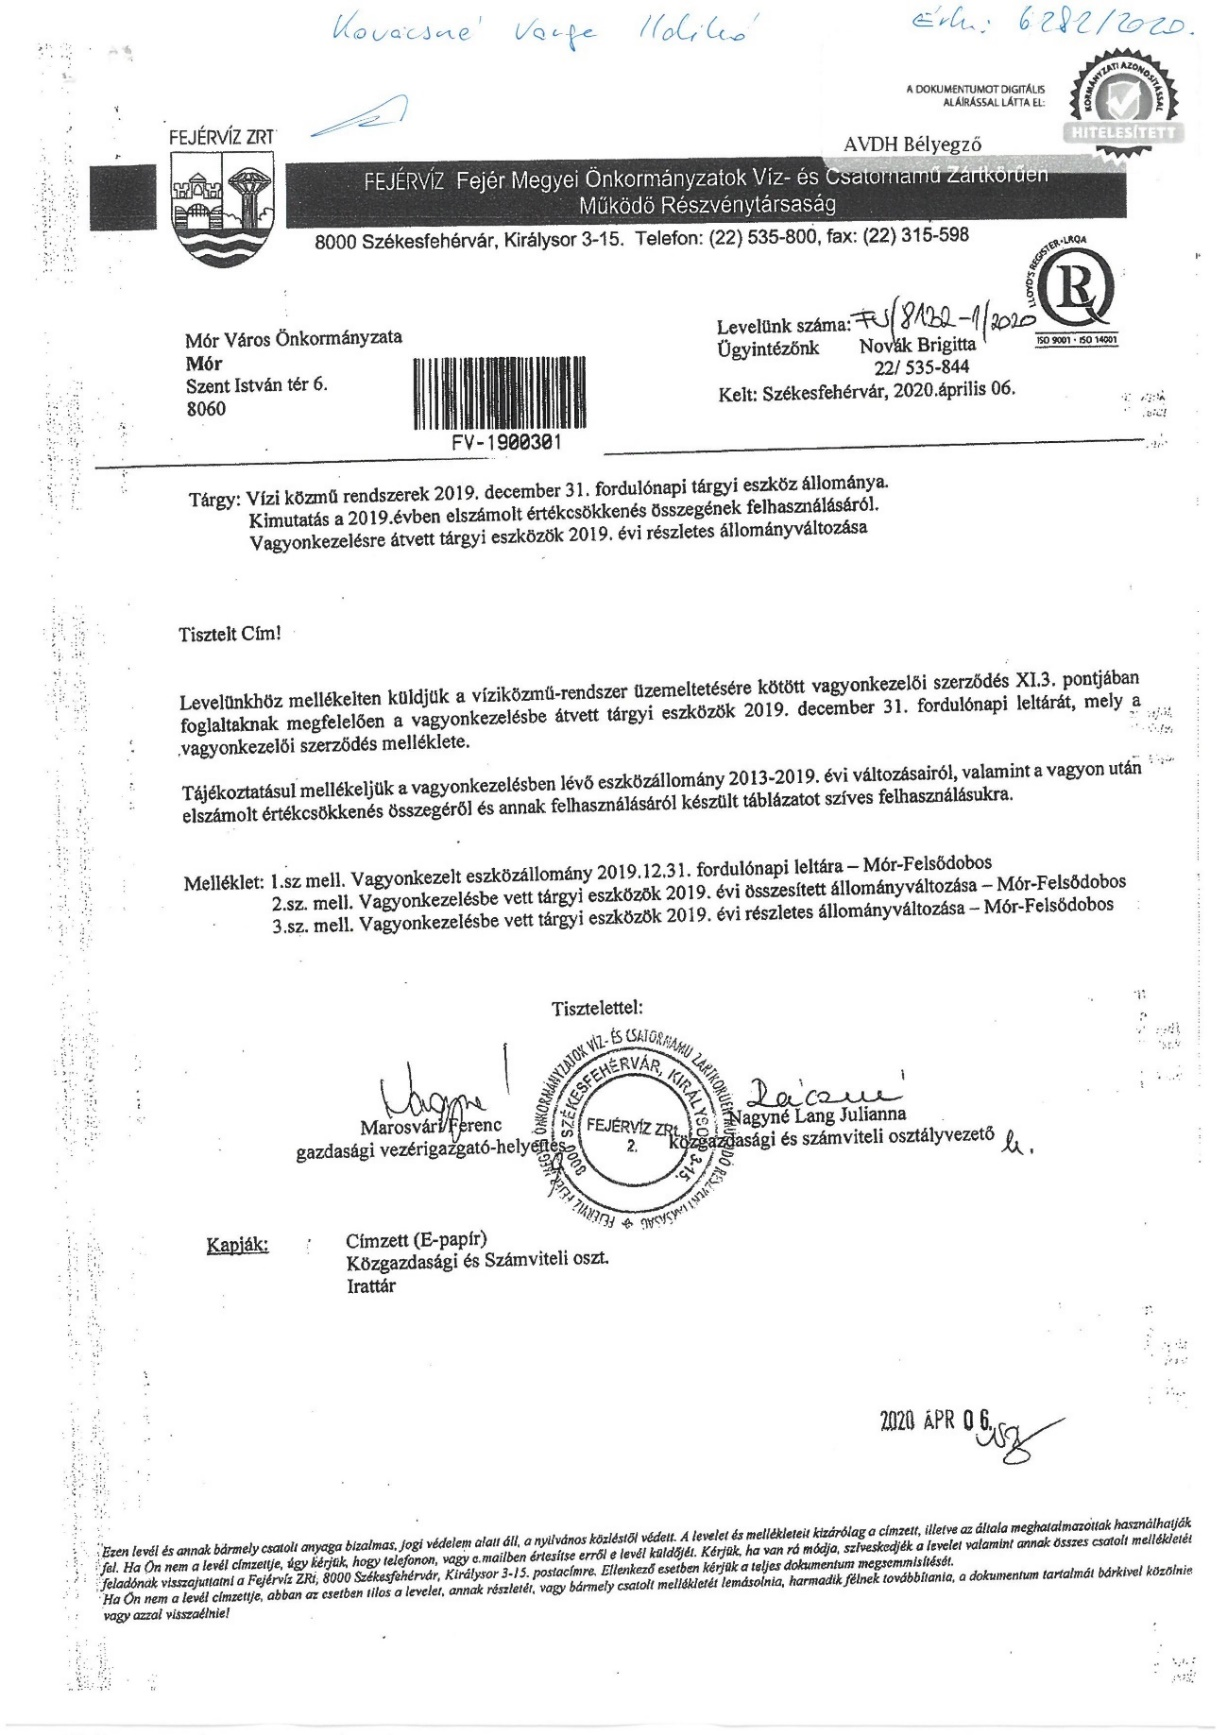 Kovácsné Varga Ildikó
Érk.: 6282/2020.
A DOKUMENTUMOT DIGITÁLIS
ALÁÍRÁSSAL LÁTTA EL:
KORMÁNYZATI AZONOSÍTÁSSAL
HITELESÍTETT
AVDH Bélyegző
FEJÉRVÍZ ZRT
FEJÉRVÍZ Fejér Megyei Önkormányzatok Víz- és Csatornamű Zártkörűen
Működö Részvénytársaság
8000 Székesfehérvár, Királysor 3-15. Telefon: (22) 535-800, fax: (22) 315-598
LLOYD'S REGISTER · LRQA
R
ISO 9001 · ISO 14001
Mór Város Önkormányzata
Mór
Szent István tér 6.
8060
FV-1900301
Levelünk száma: FV/8132-1/2020
Ügyintézőnk Novák Brigitta
22/ 535-844
Kelt: Székesfehérvár, 2020.április 06.
Tárgy: Vízi közmű rendszerek 2019. december 31. fordulónapi tárgyi eszköz állománya.
Kimutatás a 2019.évben elszámolt értékcsökkenés összegének felhasználásáról.
Vagyonkezelésre átvett tárgyi eszközök 2019. évi részletes állományváltozása
Tisztelt Cím!
Levelünkhöz mellékelten küldjük a víziközmű-rendszer üzemeltetésére kötött vagyonkezelői szerződés XI.3. pontjában
foglaltaknak megfelelően a vagyonkezelésbe átvett tárgyi eszközök 2019. december 31. fordulónapi leltárát, mely a
vagyonkezelői szerződés melléklete.
Tájékoztatásul mellékeljük a vagyonkezelésben lévő eszközállomány 2013-2019. évi változásairól, valamint a vagyon után
elszámolt értékcsökkenés összegéről és annak felhasználásáról készült táblázatot szíves felhasználásukra.
Melléklet: 1.sz mell. Vagyonkezelt eszközállomány 2019.12.31. fordulónapi leltára – Mór-Felsődobos
2.sz. mell. Vagyonkezelésbe vett tárgyi eszközök 2019. évi összesített állományváltozása – Mór-Felsődobos
3.sz. mell. Vagyonkezelésbe vett tárgyi eszközök 2019. évi részletes állományváltozása – Mór-Felsődobos
Tisztelettel:
Marosvári Ferenc
gazdasági vezérigazgató-helyettes
FEJÉRVÍZ FEJÉR MEGYEI ÖNKORMÁNYZATOK VÍZ- ÉS CSATORNAMŰ ZÁRTKÖRŰEN MŰKÖDŐ RÉSZVÉNYTÁRSASÁG
8000 SZÉKESFEHÉRVÁR, KIRÁLYSOR 3-15.
FEJÉRVÍZ ZRt.
2.
Nagyné Lang Julianna
közgazdasági és számviteli osztályvezető
Kapják: Címzett (E-papír)
Közgazdasági és Számviteli oszt.
Irattár
2020 ÁPR 06.
Ezen levél és annak bármely csatolt anyaga bizalmas, jogi védelem alatt áll, a nyilvános közléstől védett. A levelet és mellékleteit kizárólag a címzett, illetve az általa meghatalmazottak használhatják
fel. Ha Ön nem a levél címzettje, úgy kérjük, hogy telefonon, vagy e.mailben értesítse erről e levél küldőjét. Kérjük, ha van rá módja, szíveskedjék a levelet valamint annak összes csatolt mellékletét
feladónak visszajuttatni a Fejérvíz ZRt, 8000 Székesfehérvár, Királysor 3-15. postacímre. Ellenkező esetben kérjük a teljes dokumentum megsemmisítését.
Ha Ön nem a levél címzettje, abban az esetben tilos a levelet, annak részletét, vagy bármely csatolt mellékletét lemásolnia, harmadik félnek továbbítania, a dokumentum tartalmát bárkivel közölnie
vagy azzal visszaélnie!